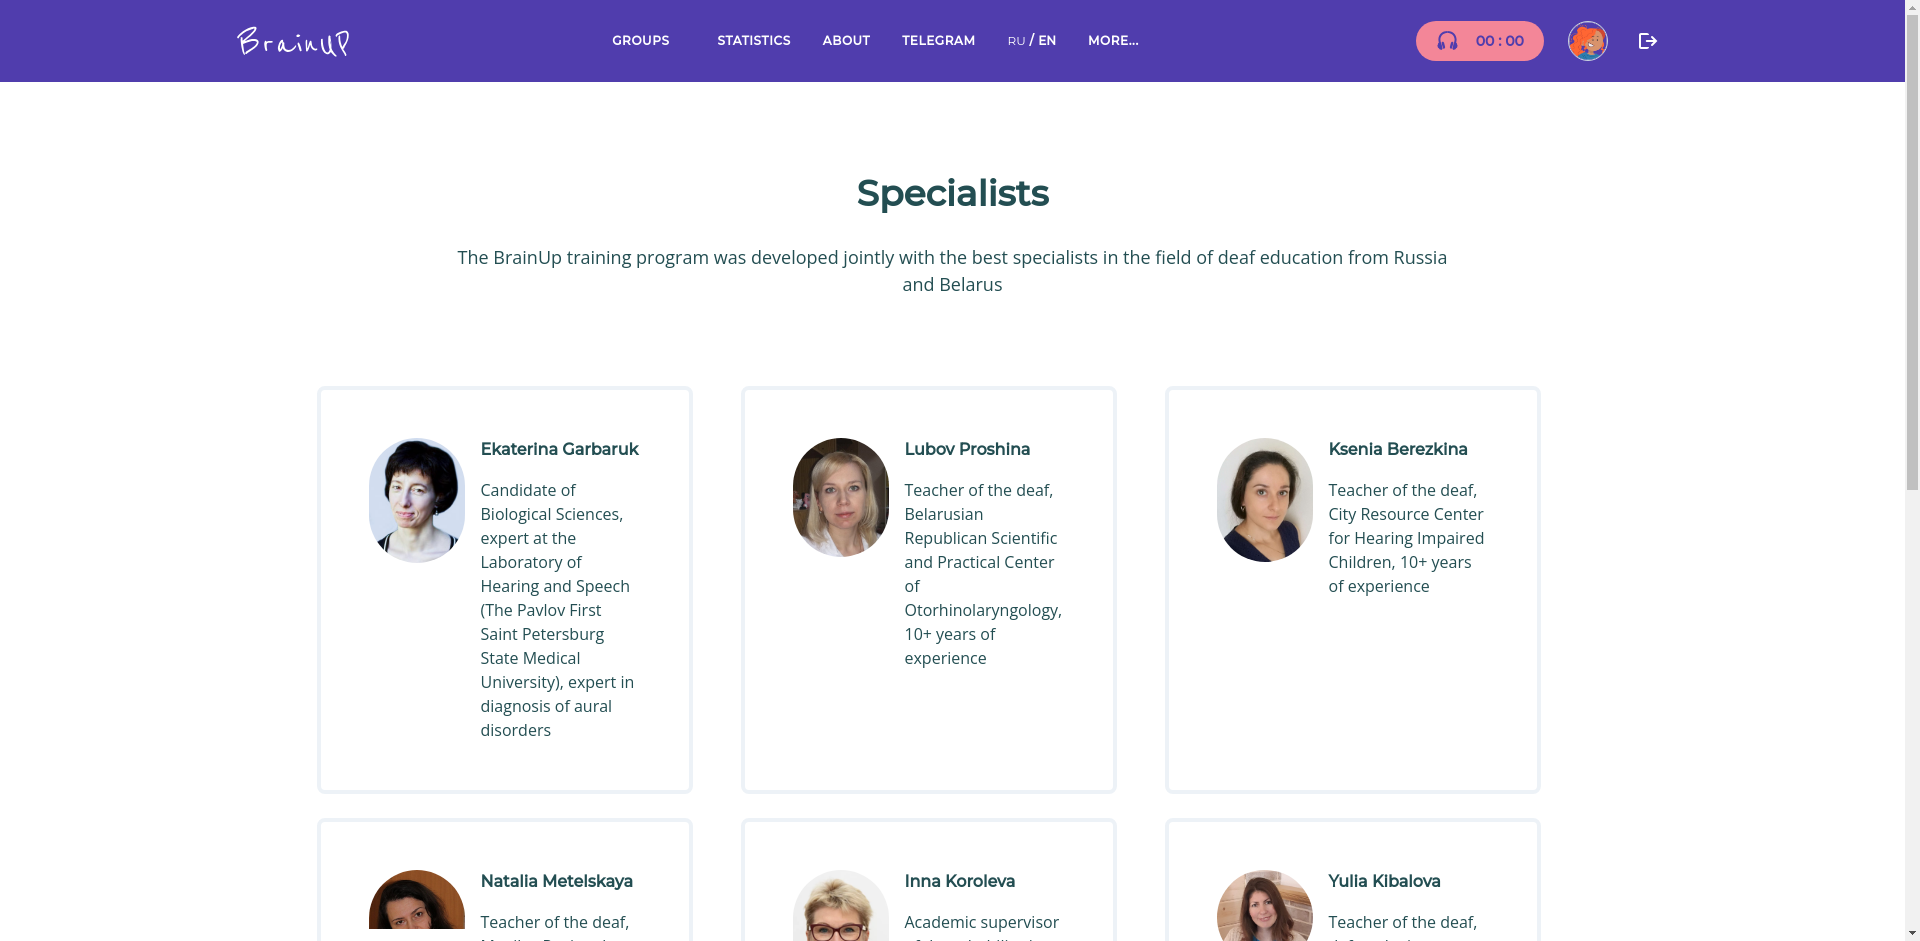 BrainUP
GROUPS
STATISTICS
ABOUT
TELEGRAM
RU / EN
MORE...
00 : 00
Specialists
The BrainUp training program was developed jointly with the best specialists in the field of deaf education from Russia
and Belarus
Ekaterina Garbaruk
Candidate of
Biological Sciences,
expert at the
Laboratory of
Hearing and Speech
(The Pavlov First
Saint Petersburg
State Medical
University), expert in
diagnosis of aural
disorders
Lubov Proshina
Teacher of the deaf,
Belarusian
Republican Scientific
and Practical Center
of
Otorhinolaryngology,
10+ years of
experience
Ksenia Berezkina
Teacher of the deaf,
City Resource Center
for Hearing Impaired
Children, 10+ years
of experience
Natalia Metelskaya
Teacher of the deaf,
Inna Koroleva
Academic supervisor
Yulia Kibalova
Teacher of the deaf,